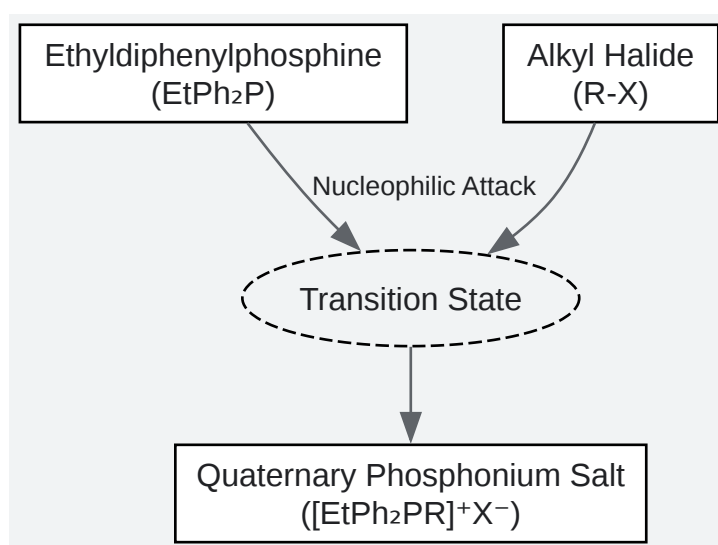 Ethyldiphenylphosphine
(EtPh₂P)
Alkyl Halide
(R-X)
Nucleophilic Attack
Transition State
Quaternary Phosphonium Salt
([EtPh₂PR]⁺X⁻)